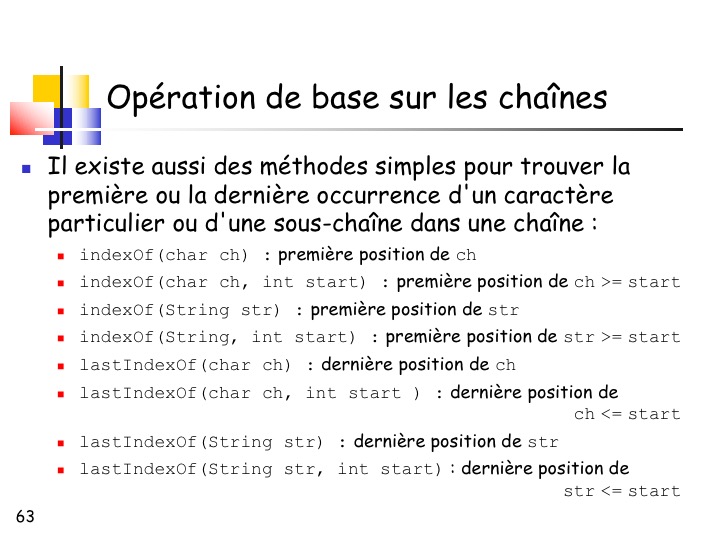 Opération de base sur les chaînes
Il existe aussi des méthodes simples pour trouver la
première ou la dernière occurrence d'un caractère
particulier ou d'une sous-chaîne dans une chaîne :
indexOf(char ch) : première position de ch
indexOf(char ch, int start) : première position de ch >= start
indexOf(String str) : première position de str
indexOf(String, int start) : première position de str >= start
lastIndexOf(char ch) : dernière position de ch
lastIndexOf(char ch, int start ) : dernière position de
ch <= start
lastIndexOf(String str) : dernière position de str
lastIndexOf(String str, int start) : dernière position de
str <= start
63